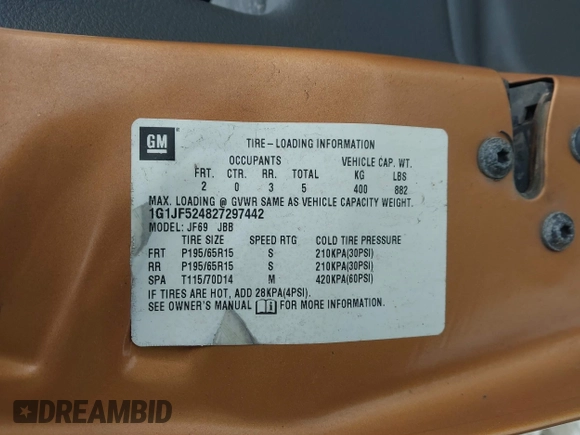 GM
TIRE-LOADING INFORMATION
OCCUPANTS VEHICLE CAP. WT.
FRT. CTR. RR. TOTAL KG LBS
2 0 3 5 400 882
MAX. LOADING @ GVWR SAME AS VEHICLE CAPACITY WEIGHT.
1G1JF524827297442
MODEL: JF69 JBB
TIRE SIZE SPEED RTG COLD TIRE PRESSURE
FRT P195/65R15 S 210KPA(30PSI)
RR P195/65R15 S 210KPA(30PSI)
SPA T115/70D14 M 420KPA(60PSI)
IF TIRES ARE HOT, ADD 28KPA(4PSI).
SEE OWNER'S MANUAL FOR MORE INFORMATION.
DREAMBID